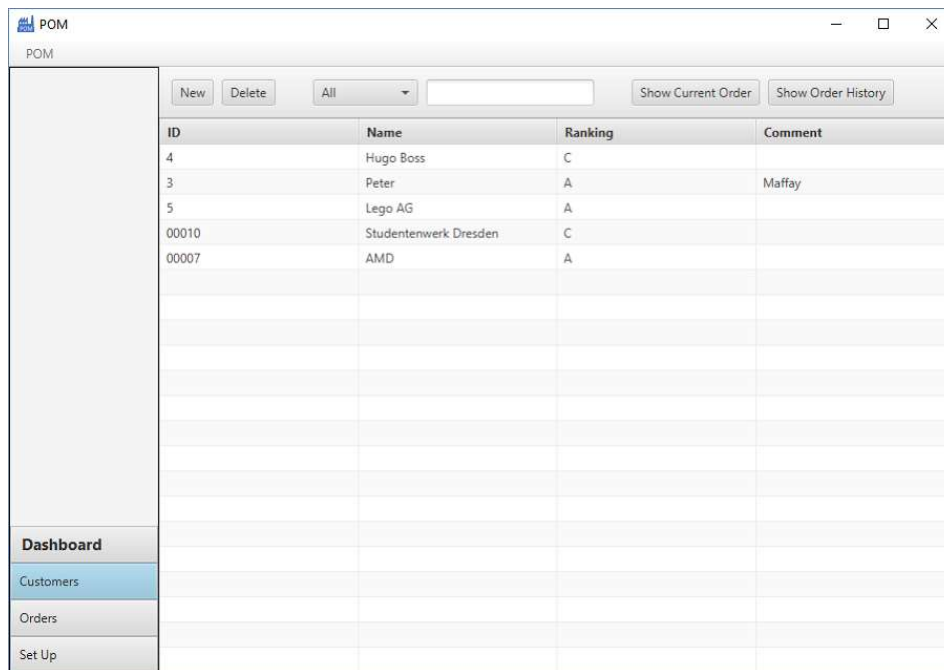 POM
POM
New Delete All Show Current Order Show Order History
ID Name Ranking Comment
4 Hugo Boss C
3 Peter A Maffay
5 Lego AG A
00010 Studentenwerk Dresden C
00007 AMD A
Dashboard
Customers
Orders
Set Up